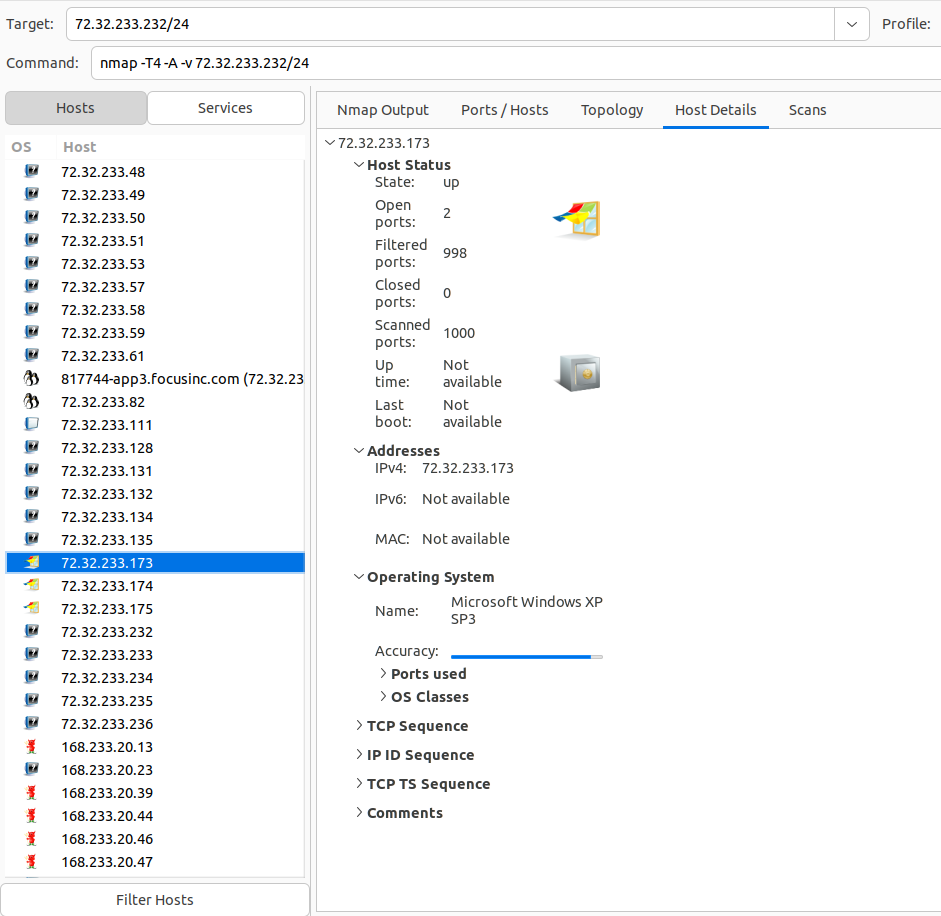 Target: 72.32.233.232/24 Profile:
Command: nmap -T4 -A -v 72.32.233.232/24
Hosts Services
OS Host
72.32.233.48
72.32.233.49
72.32.233.50
72.32.233.51
72.32.233.53
72.32.233.57
72.32.233.58
72.32.233.59
72.32.233.61
817744-app3.focusinc.com (72.32.23
72.32.233.82
72.32.233.111
72.32.233.128
72.32.233.131
72.32.233.132
72.32.233.134
72.32.233.135
72.32.233.173
72.32.233.174
72.32.233.175
72.32.233.232
72.32.233.233
72.32.233.234
72.32.233.235
72.32.233.236
168.233.20.13
168.233.20.23
168.233.20.39
168.233.20.44
168.233.20.46
168.233.20.47
Filter Hosts
Nmap Output Ports / Hosts Topology Host Details Scans
72.32.233.173
Host Status
State: up
Open
ports: 2
Filtered
ports: 998
Closed
ports: 0
Scanned
ports: 1000
Up Not
time: available
Last Not
boot: available
Addresses
IPv4: 72.32.233.173
IPv6: Not available
MAC: Not available
Operating System
Name: Microsoft Windows XP
SP3
Accuracy:
Ports used
OS Classes
TCP Sequence
IP ID Sequence
TCP TS Sequence
Comments